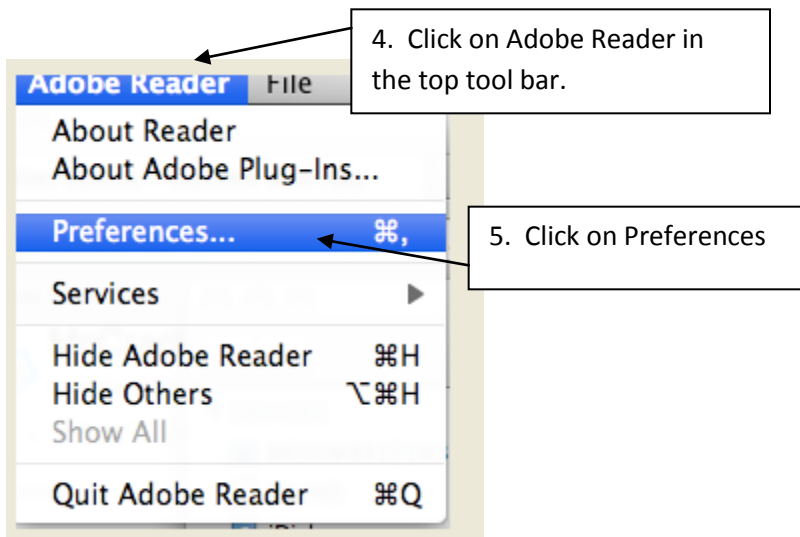 4. Click on Adobe Reader in
the top tool bar.
Adobe Reader File
About Reader
About Adobe Plug-Ins...
Preferences... ⌘,
5. Click on Preferences
Services ▶
Hide Adobe Reader ⌘H
Hide Others ⌥⌘H
Show All
Quit Adobe Reader ⌘Q